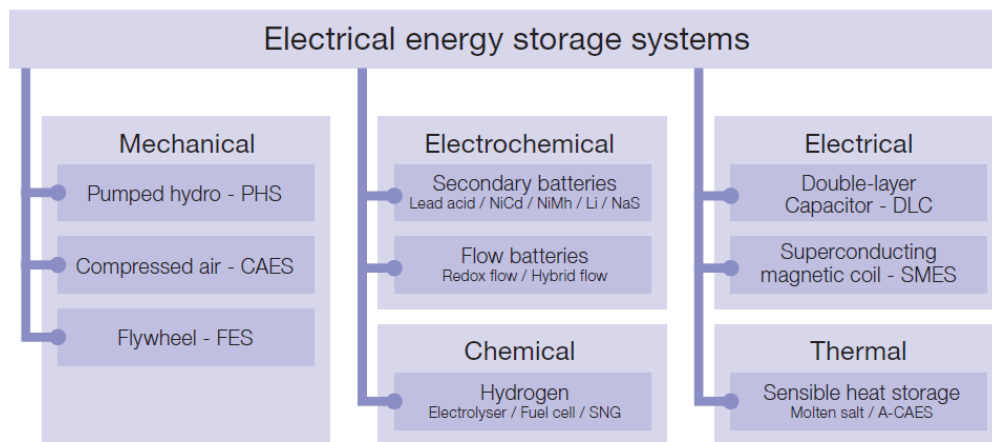 Electrical energy storage systems
Mechanical
Pumped hydro - PHS
Compressed air - CAES
Flywheel - FES
Electrochemical
Secondary batteries
Lead acid / NiCd / NiMh / Li / NaS
Flow batteries
Redox flow / Hybrid flow
Chemical
Hydrogen
Electrolyser / Fuel cell / SNG
Electrical
Double-layer
Capacitor - DLC
Superconducting
magnetic coil - SMES
Thermal
Sensible heat storage
Molten salt / A-CAES